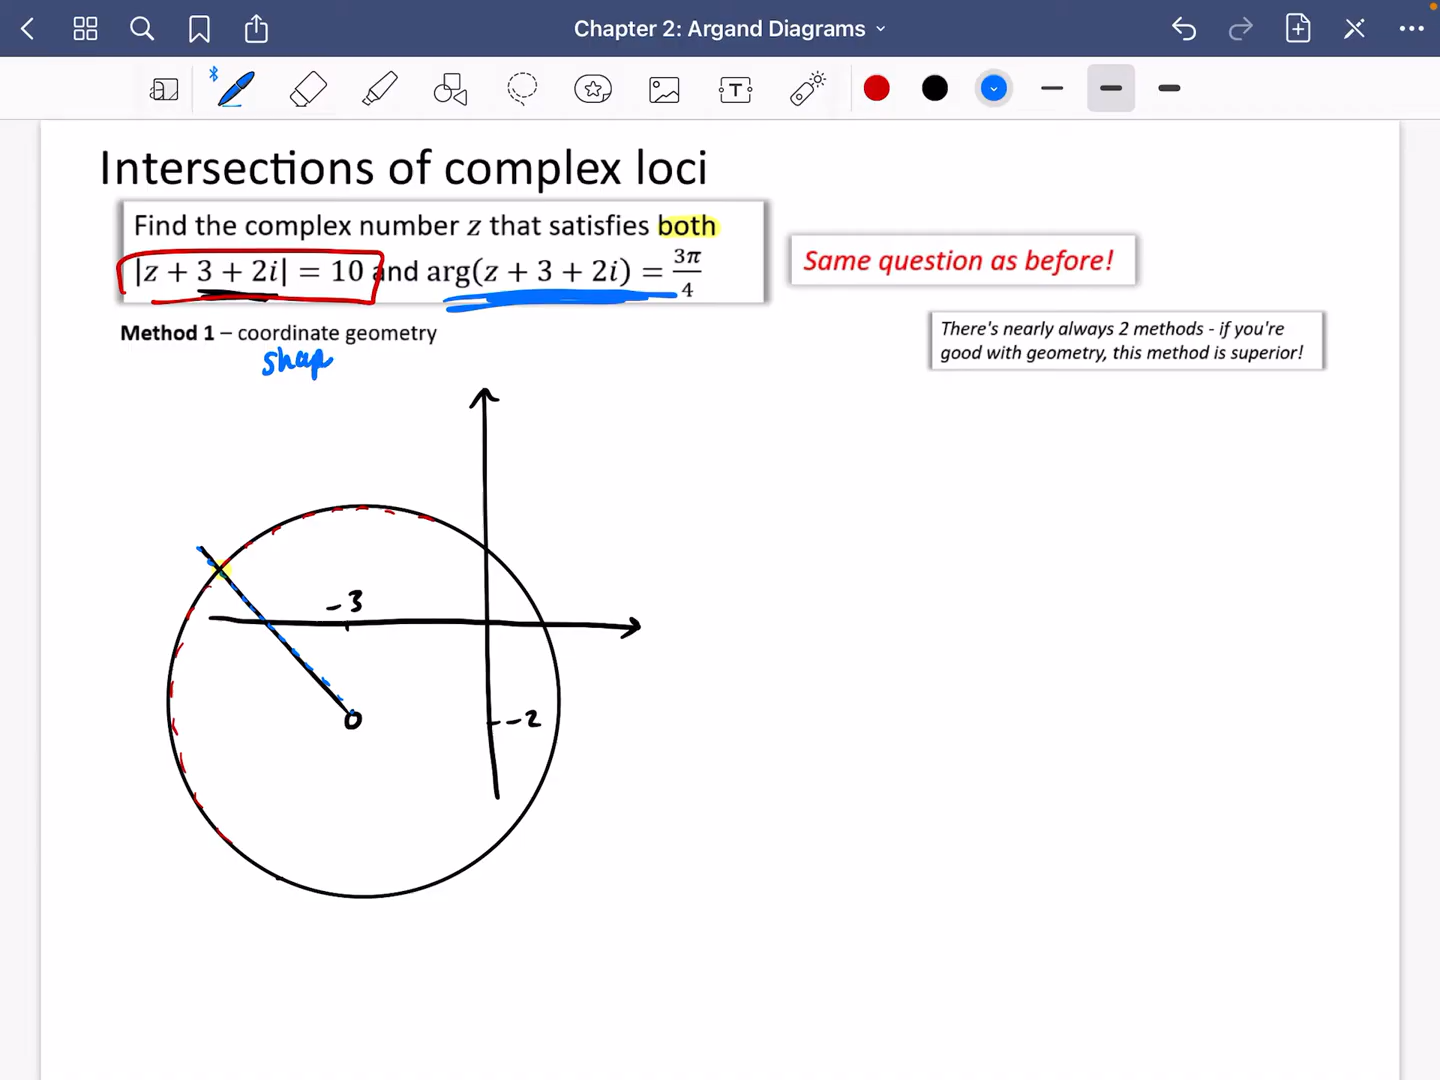 Chapter 2: Argand Diagrams
Intersections of complex loci
Find the complex number z that satisfies both
|z + 3 + 2i| = 10 and arg(z + 3 + 2i) = 3π/4
Same question as before!
Method 1 – coordinate geometry
shap
There's nearly always 2 methods - if you're
good with geometry, this method is superior!
-3
-2